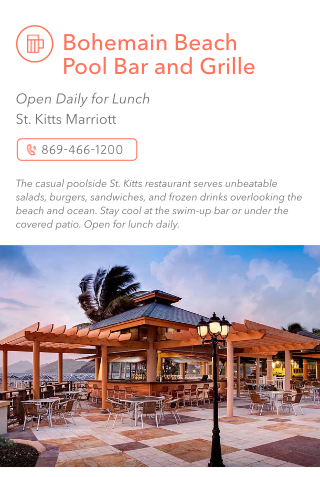 Bohemain Beach
Pool Bar and Grille
Open Daily for Lunch
St. Kitts Marriott
869-466-1200
The casual poolside St. Kitts restaurant serves unbeatable
salads, burgers, sandwiches, and frozen drinks overlooking the
beach and ocean. Stay cool at the swim-up bar or under the
covered patio. Open for lunch daily.